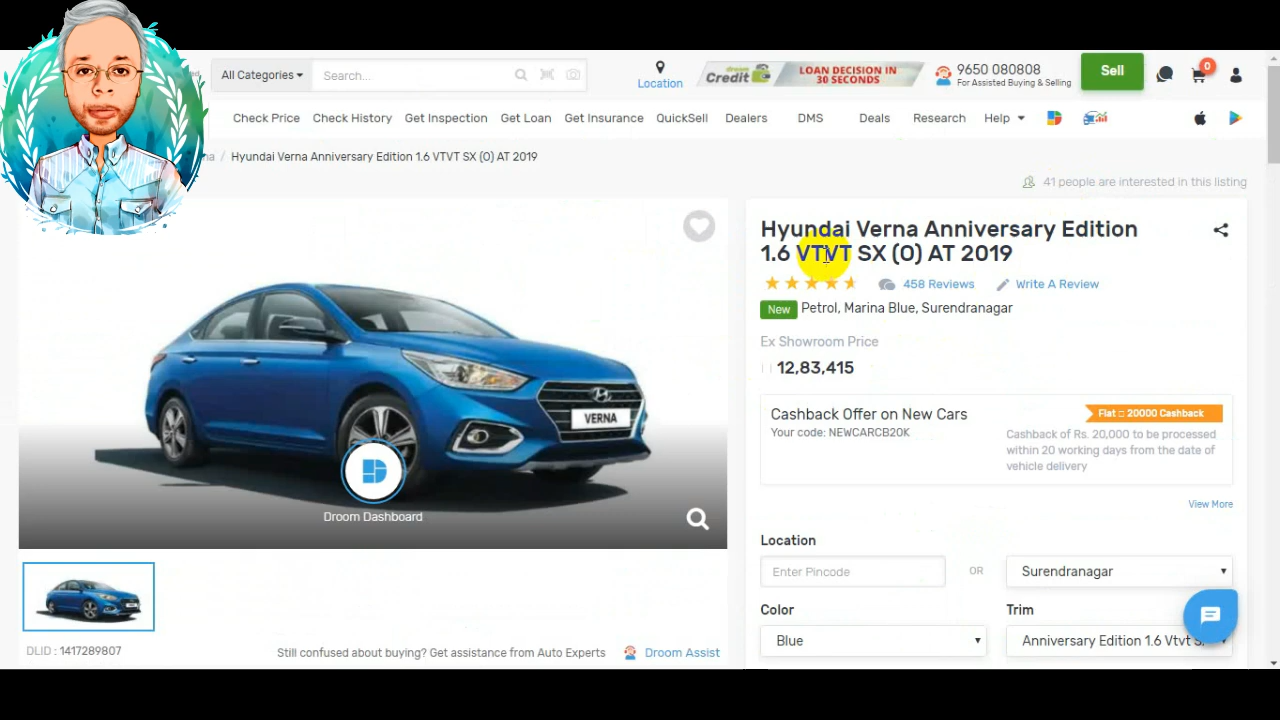 All Categories
Search...
Location
Credit
LOAN DECISION IN
30 SECONDS
9650 080808
For Assisted Buying & Selling
Sell
0
Check Price
Check History
Get Inspection
Get Loan
Get Insurance
QuickSell
Dealers
DMS
Deals
Research
Help
/ Hyundai Verna Anniversary Edition 1.6 VTVT SX (O) AT 2019
41 people are interested in this listing
Hyundai Verna Anniversary Edition
1.6 VTVT SX (O) AT 2019
458 Reviews
Write A Review
New Petrol, Marina Blue, Surendranagar
Ex Showroom Price
12,83,415
VERNA
Cashback Offer on New Cars
Flat 20000 Cashback
Your code: NEWCARCB20K
Cashback of Rs. 20,000 to be processed
within 20 working days from the date of
vehicle delivery
View More
Droom Dashboard
Location
Enter Pincode
OR
Surendranagar
Color
Trim
Blue
Anniversary Edition 1.6 Vtvt S
DLID : 1417289807
Still confused about buying? Get assistance from Auto Experts
Droom Assist